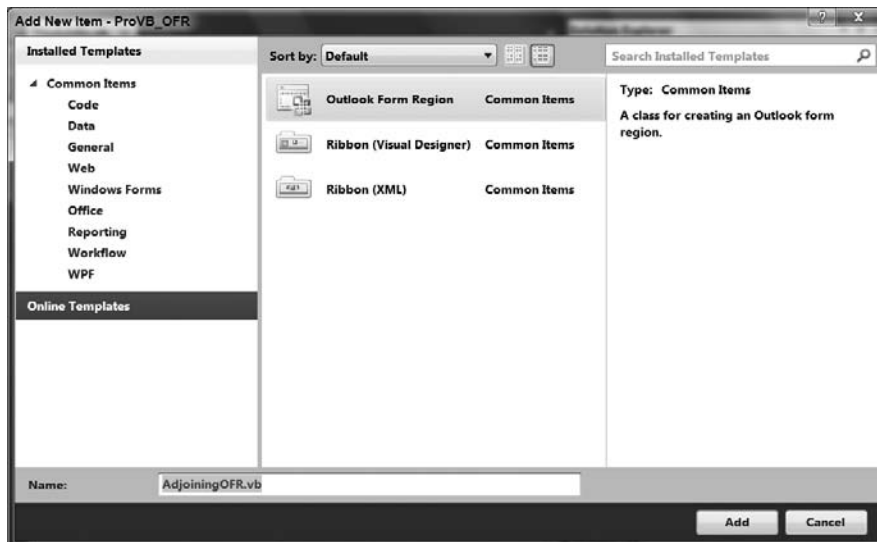 Add New Item - ProVB_OFR
Installed Templates
Common Items
Code
Data
General
Web
Windows Forms
Office
Reporting
Workflow
WPF
Online Templates
Sort by: Default
Outlook Form Region Common Items
Ribbon (Visual Designer) Common Items
Ribbon (XML) Common Items
Search Installed Templates
Type: Common Items
A class for creating an Outlook form
region.
Name: AdjoiningOFR.vb
Add Cancel